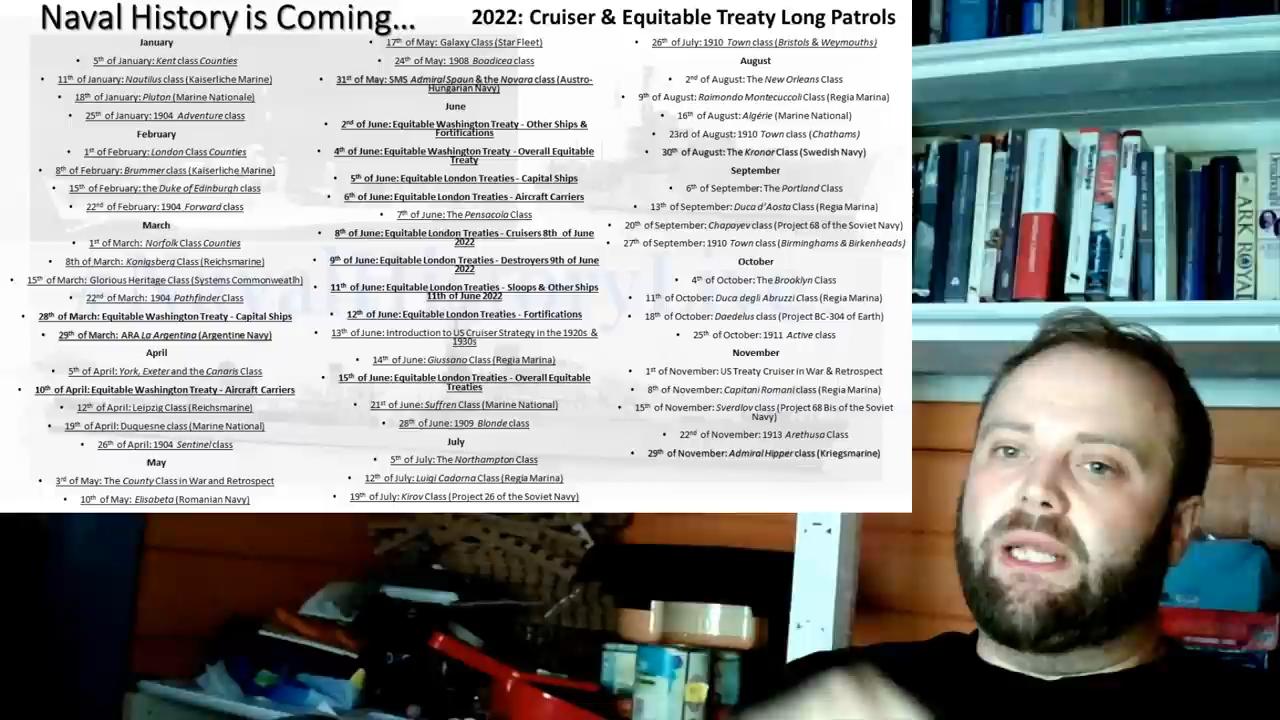 Naval History is Coming...
2022: Cruiser & Equitable Treaty Long Patrols
January
• 5th of January: Kent class Counties
• 11th of January: Nautilus class (Kaiserliche Marine)
• 18th of January: Pluton (Marine Nationale)
• 25th of January: 1904 Adventure class
February
• 1st of February: London Class Counties
• 8th of February: Brummer class (Kaiserliche Marine)
• 15th of February: the Duke of Edinburgh class
• 22nd of February: 1904 Forward class
March
• 1st of March: Norfolk Class Counties
• 8th of March: Konigsberg Class (Reichsmarine)
• 15th of March: Glorious Heritage Class (Systems Commonwealth)
• 22nd of March: 1904 Pathfinder Class
• 28th of March: Equitable Washington Treaty - Capital Ships
• 29th of March: ARA La Argentina (Argentine Navy)
April
• 5th of April: York, Exeter and the Canaris Class
• 10th of April: Equitable Washington Treaty - Aircraft Carriers
• 12th of April: Leipzig Class (Reichsmarine)
• 19th of April: Duquesne class (Marine National)
• 26th of April: 1904 Sentinel class
May
• 3rd of May: The County Class in War and Retrospect
• 10th of May: Elisabeta (Romanian Navy)
• 17th of May: Galaxy Class (Star Fleet)
• 24th of May: 1908 Boadicea class
• 31st of May: SMS Admiral Spaun & the Novara class (Austro-
Hungarian Navy)
June
• 2nd of June: Equitable Washington Treaty - Other Ships &
Fortifications
• 4th of June: Equitable Washington Treaty - Overall Equitable
Treaty
• 5th of June: Equitable London Treaties - Capital Ships
• 6th of June: Equitable London Treaties - Aircraft Carriers
• 7th of June: The Pensacola Class
• 8th of June: Equitable London Treaties - Cruisers 8th of June
2022
• 9th of June: Equitable London Treaties - Destroyers 9th of June
2022
• 11th of June: Equitable London Treaties - Sloops & Other Ships
11th of June 2022
• 12th of June: Equitable London Treaties - Fortifications
• 13th of June: Introduction to US Cruiser Strategy in the 1920s &
1930s
• 14th of June: Giussano Class (Regia Marina)
• 15th of June: Equitable London Treaties - Overall Equitable
Treaties
• 21st of June: Suffren Class (Marine National)
• 28th of June: 1909 Blonde class
July
• 5th of July: The Northampton Class
• 12th of July: Luigi Cadorna Class (Regia Marina)
• 19th of July: Kirov Class (Project 26 of the Soviet Navy)
• 26th of July: 1910 Town class (Bristols & Weymouths)
August
• 2nd of August: The New Orleans Class
• 9th of August: Raimondo Montecuccoli Class (Regia Marina)
• 16th of August: Algérie (Marine National)
• 23rd of August: 1910 Town class (Chathams)
• 30th of August: The Kronor Class (Swedish Navy)
September
• 6th of September: The Portland Class
• 13th of September: Duca d'Aosta Class (Regia Marina)
• 20th of September: Chapayev Class (Project 68 of the Soviet Navy)
• 27th of September: 1910 Town class (Birminghams & Birkenheads)
October
• 4th of October: The Brooklyn Class
• 11th of October: Duca degli Abruzzi Class (Regia Marina)
• 18th of October: Daedelus class (Project BC-304 of Earth)
• 25th of October: 1911 Active class
November
• 1st of November: US Treaty Cruiser in War & Retrospect
• 8th of November: Capitani Romani class (Regia Marina)
• 15th of November: Sverdlov class (Project 68 Bis of the Soviet
Navy)
• 22nd of November: 1913 Arethusa Class
• 29th of November: Admiral Hipper class (Kriegsmarine)
ARK ROYAL